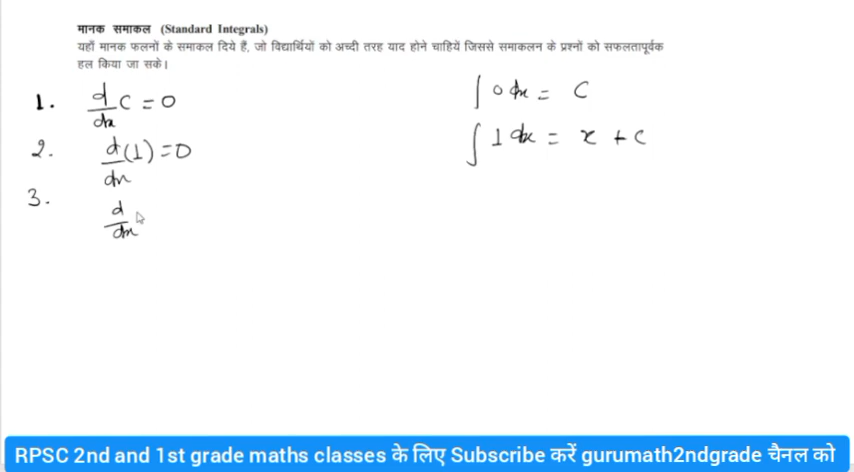 मानक समाकल (Standard Integrals)
यहाँ मानक फलनों के समाकल दिये हैं, जो विद्यार्थियों को अच्दी तरह याद होने चाहियें जिससे समाकलन के प्रश्नों को सफलतापूर्वक
हल किया जा सके।
1. d/dx c = 0 ∫ 0 dx = C
2. d/dx (1) = 0 ∫ 1 dx = x + c
3. d/dx
RPSC 2nd and 1st grade maths classes के लिए Subscribe करें gurumath2ndgrade चैनल को